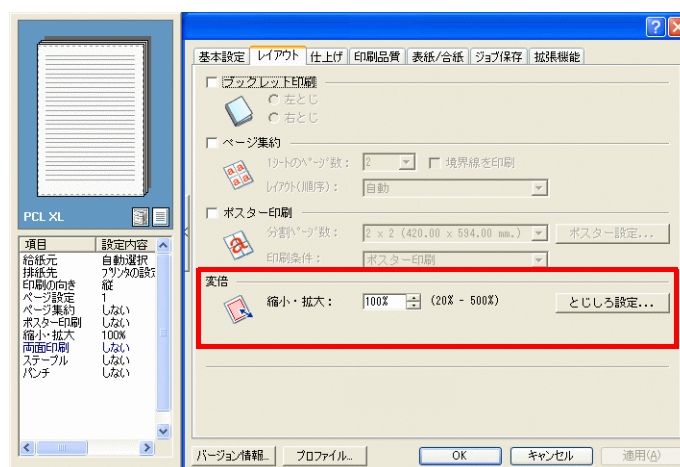 PCL XL
項目 設定内容
給紙元 自動選択
排紙先 プリンタの設定
印刷の向き 縦
ページ設定 1
ページ集約 しない
ポスター印刷 しない
縮小・拡大 100%
両面印刷 しない
ステープル しない
パンチ しない
基本設定 レイアウト 仕上げ 印刷品質 表紙/合紙 ジョブ保存 拡張機能
ブックレット印刷
左とじ
右とじ
ページ集約
1シートのページ数： 2 境界線を印刷
レイアウト(順序)： 自動
ポスター印刷
分割ページ数： 2 x 2 (420.00 x 594.00 mm.) ポスター設定...
印刷条件： ポスター印刷
変倍
縮小・拡大： 100% (20% - 500%) とじしろ設定...
バージョン情報... プロファイル... OK キャンセル 適用(A)